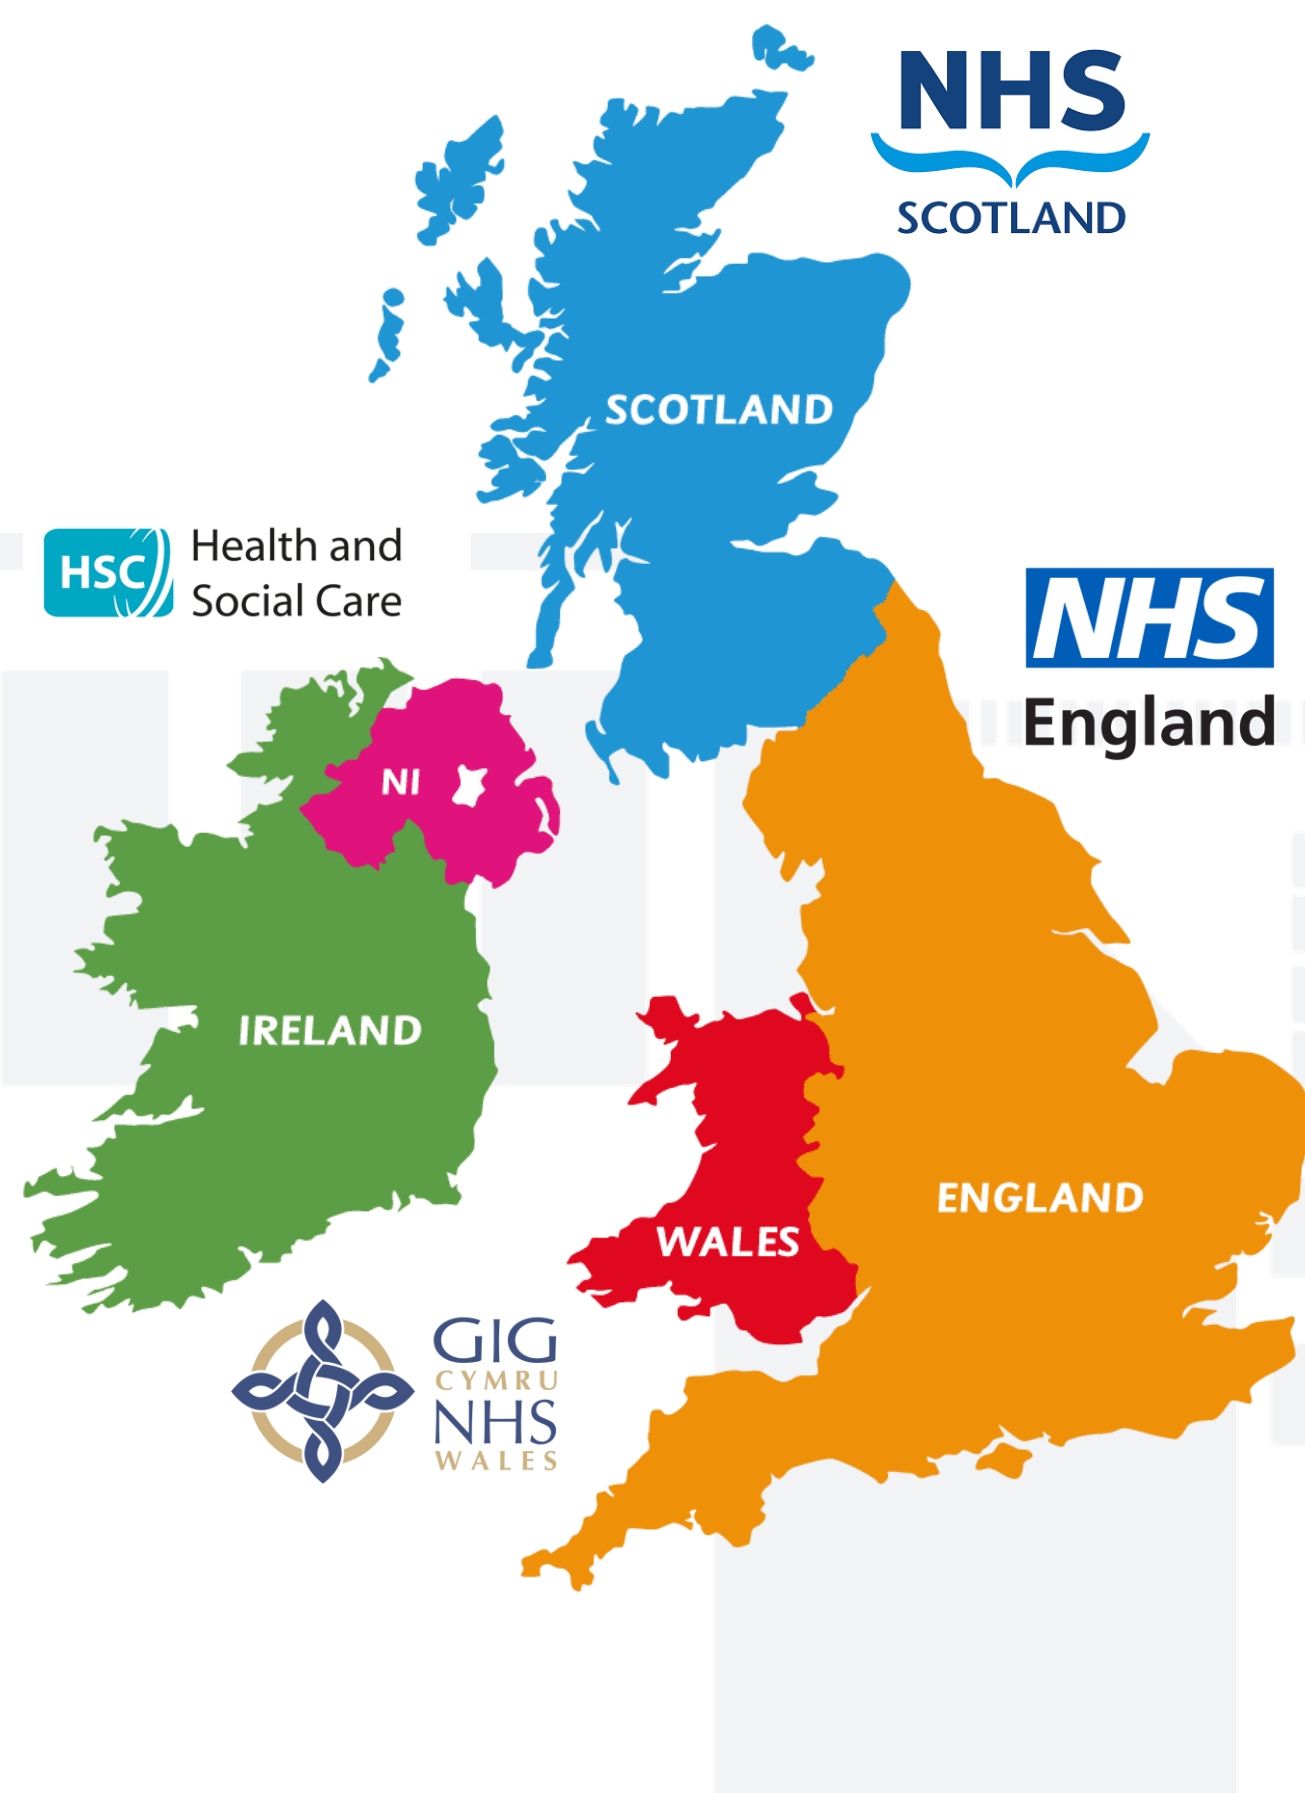 NHS
SCOTLAND
SCOTLAND
HSC
Health and
Social Care
NHS
England
NI
IRELAND
ENGLAND
WALES
GIG
CYMRU
NHS
WALES